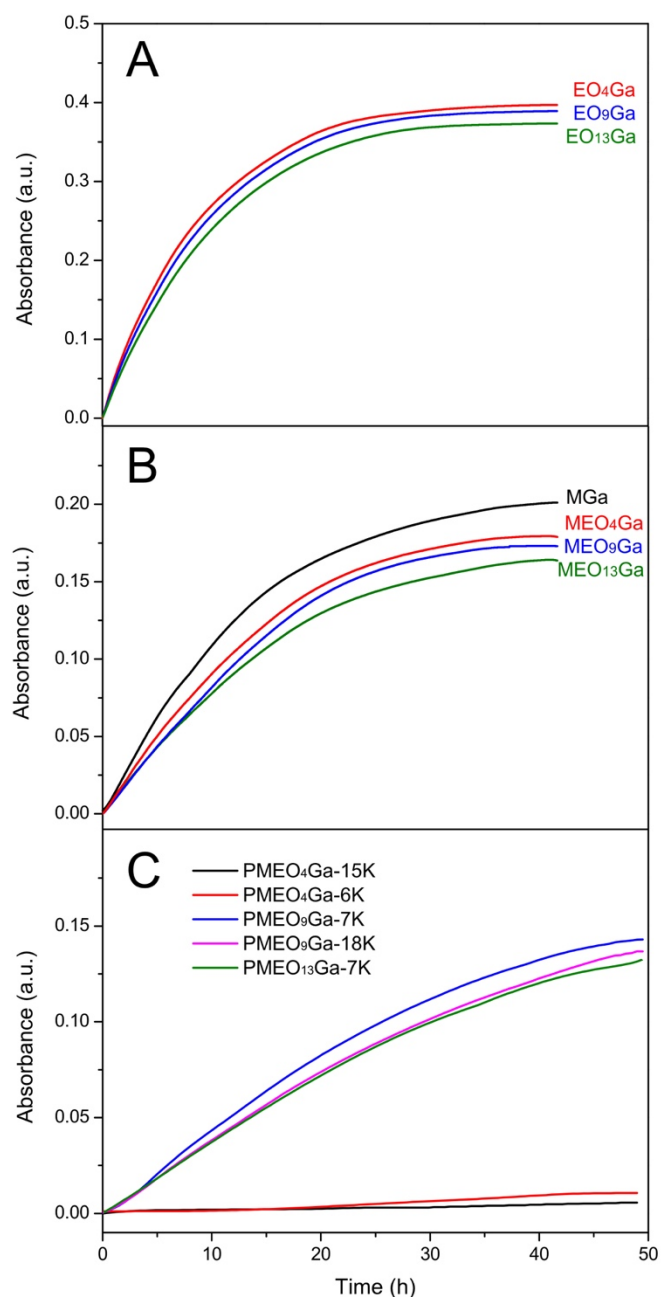 A
0.5
0.4
0.3
0.2
0.1
0.0
Absorbance (a.u.)
EO₄Ga
EO₉Ga
EO₁₃Ga
B
0.20
0.15
0.10
0.05
0.00
Absorbance (a.u.)
MGa
MEO₄Ga
MEO₉Ga
MEO₁₃Ga
C
PMEO₄Ga-15K
PMEO₄Ga-6K
PMEO₉Ga-7K
PMEO₉Ga-18K
PMEO₁₃Ga-7K
0.15
0.10
0.05
0.00
Absorbance (a.u.)
0 10 20 30 40 50
Time (h)